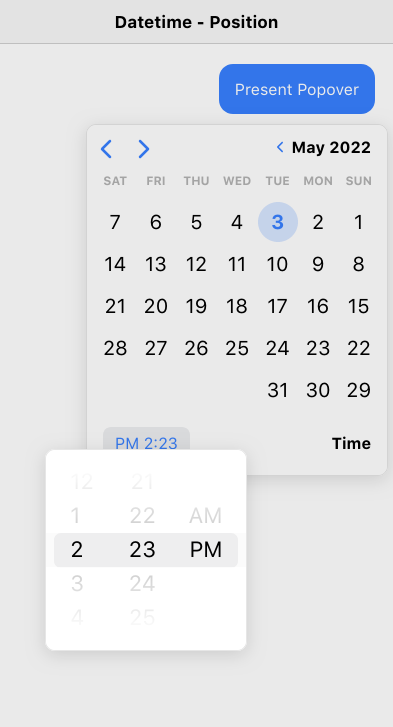 Datetime - Position
Present Popover
May 2022
SAT FRI THU WED TUE MON SUN
7 6 5 4 3 2 1
14 13 12 11 10 9 8
21 20 19 18 17 16 15
28 27 26 25 24 23 22
31 30 29
PM 2:23 Time
12 21
1 22 AM
2 23 PM
3 24
4 25